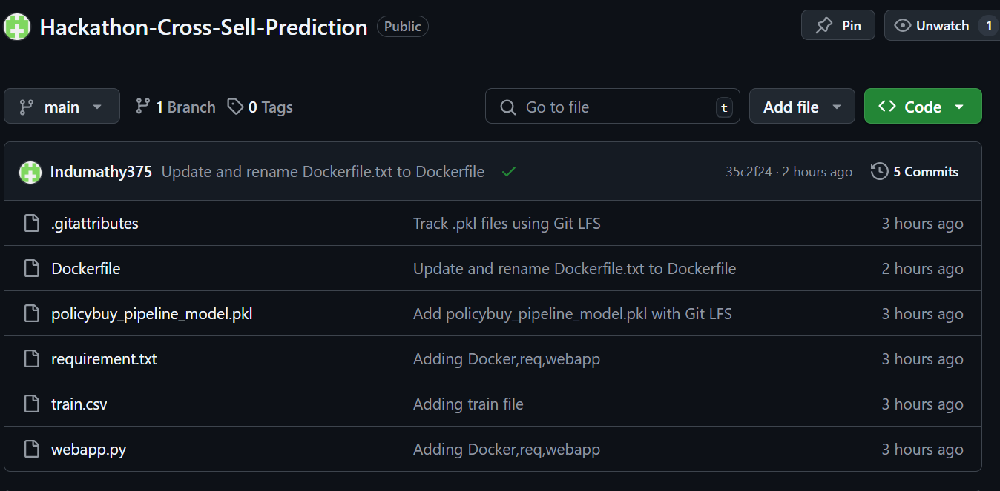 Hackathon-Cross-Sell-Prediction Public Pin Unwatch 1
main 1 Branch 0 Tags Go to file t Add file Code
Indumathy375 Update and rename Dockerfile.txt to Dockerfile 35c2f24 · 2 hours ago 5 Commits
.gitattributes Track .pkl files using Git LFS 3 hours ago
Dockerfile Update and rename Dockerfile.txt to Dockerfile 2 hours ago
policybuy_pipeline_model.pkl Add policybuy_pipeline_model.pkl with Git LFS 3 hours ago
requirement.txt Adding Docker,req,webapp 3 hours ago
train.csv Adding train file 3 hours ago
webapp.py Adding Docker,req,webapp 3 hours ago